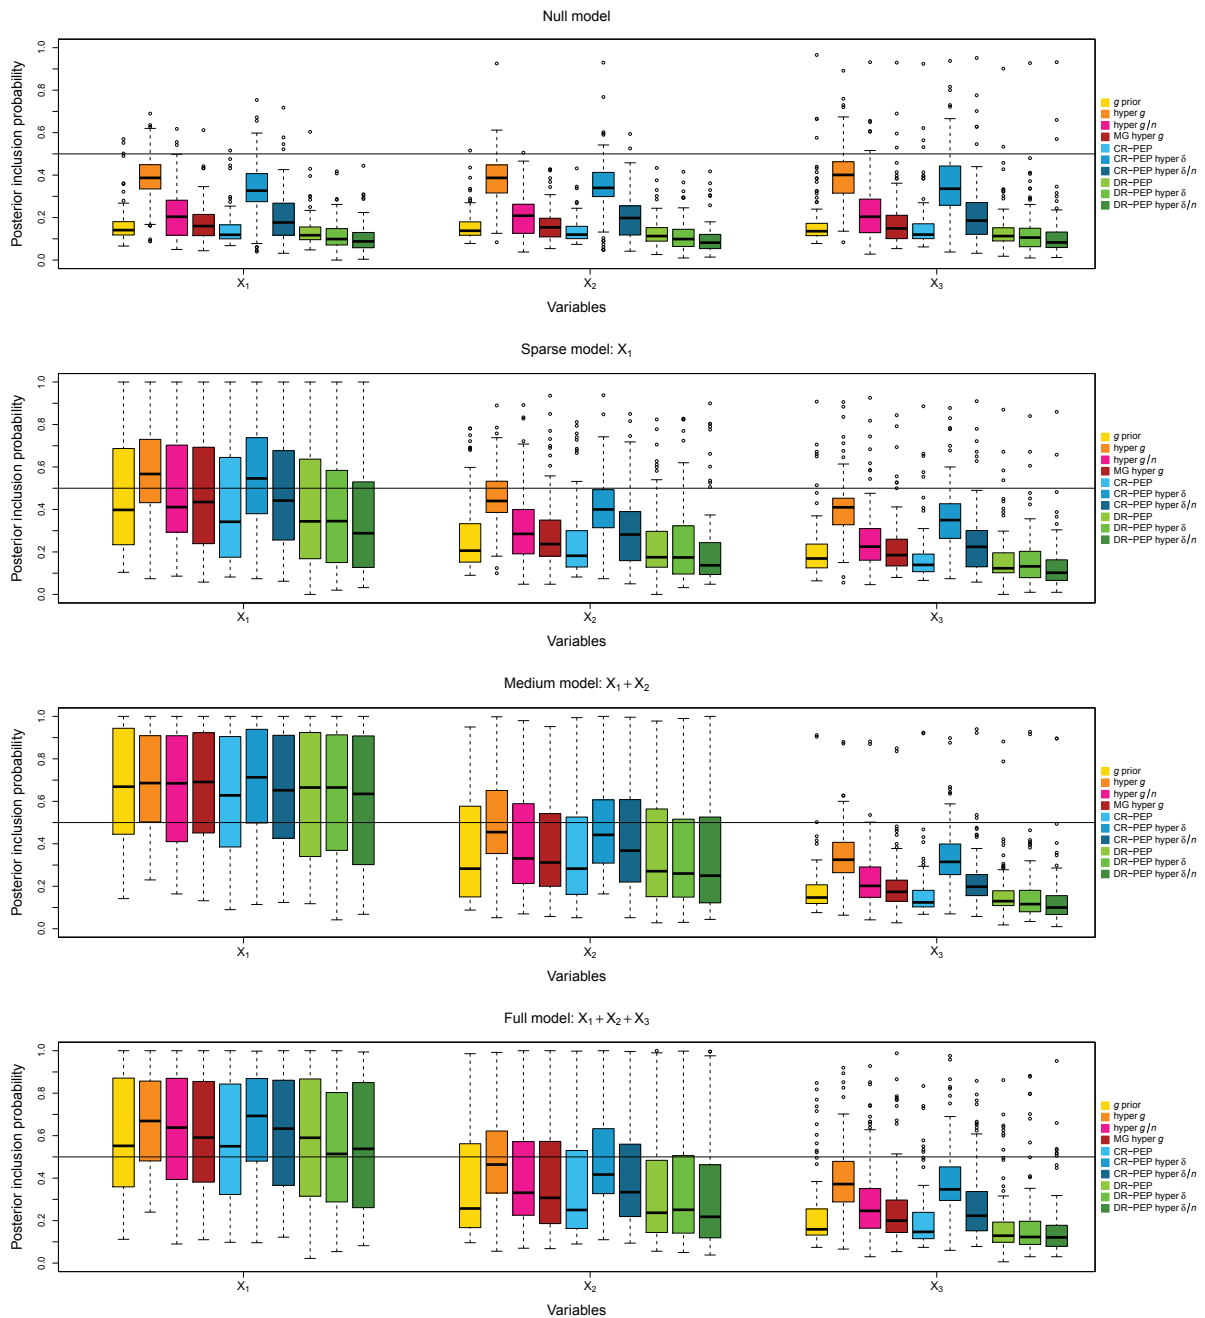 Null model
Posterior inclusion probability
1.0
0.8
0.6
0.4
0.2
0.0
X1
X2
X3
Variables
g prior
hyper g
hyper g/n
MG hyper g
CR−PEP
CR−PEP hyper δ
CR−PEP hyper δ/n
DR−PEP
DR−PEP hyper δ
DR−PEP hyper δ/n
Sparse model: X1
Posterior inclusion probability
1.0
0.8
0.6
0.4
0.2
0.0
X1
X2
X3
Variables
g prior
hyper g
hyper g/n
MG hyper g
CR−PEP
CR−PEP hyper δ
CR−PEP hyper δ/n
DR−PEP
DR−PEP hyper δ
DR−PEP hyper δ/n
Medium model: X1 + X2
Posterior inclusion probability
1.0
0.8
0.6
0.4
0.2
0.0
X1
X2
X3
Variables
g prior
hyper g
hyper g/n
MG hyper g
CR−PEP
CR−PEP hyper δ
CR−PEP hyper δ/n
DR−PEP
DR−PEP hyper δ
DR−PEP hyper δ/n
Full model: X1 + X2 + X3
Posterior inclusion probability
1.0
0.8
0.6
0.4
0.2
0.0
X1
X2
X3
Variables
g prior
hyper g
hyper g/n
MG hyper g
CR−PEP
CR−PEP hyper δ
CR−PEP hyper δ/n
DR−PEP
DR−PEP hyper δ
DR−PEP hyper δ/n